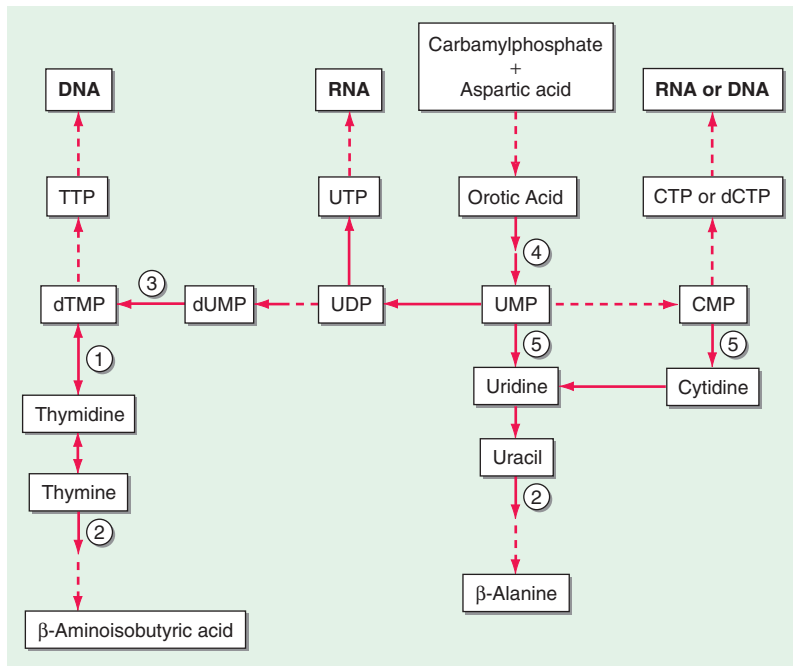 Carbamylphosphate
+
Aspartic acid
DNA
RNA
RNA or DNA
TTP
UTP
Orotic Acid
CTP or dCTP
4
3
dTMP
dUMP
UDP
UMP
CMP
1
5
5
Uridine
Cytidine
Thymidine
Uracil
Thymine
2
2
β-Alanine
β-Aminoisobutyric acid